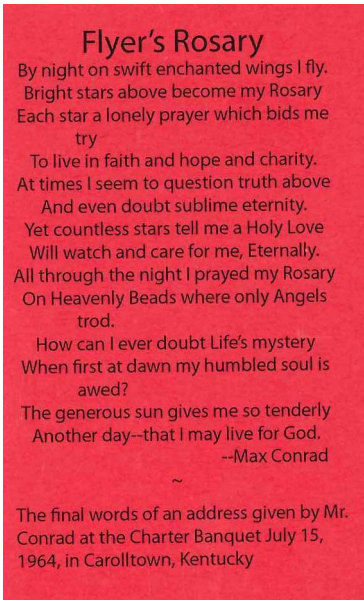 Flyer's Rosary
By night on swift enchanted wings I fly.
Bright stars above become my Rosary
Each star a lonely prayer which bids me
try
To live in faith and hope and charity.
At times I seem to question truth above
And even doubt sublime eternity.
Yet countless stars tell me a Holy Love
Will watch and care for me, Eternally.
All through the night I prayed my Rosary
On Heavenly Beads where only Angels
trod.
How can I ever doubt Life's mystery
When first at dawn my humbled soul is
awed?
The generous sun gives me so tenderly
Another day--that I may live for God.
--Max Conrad
~
The final words of an address given by Mr.
Conrad at the Charter Banquet July 15,
1964, in Carolltown, Kentucky